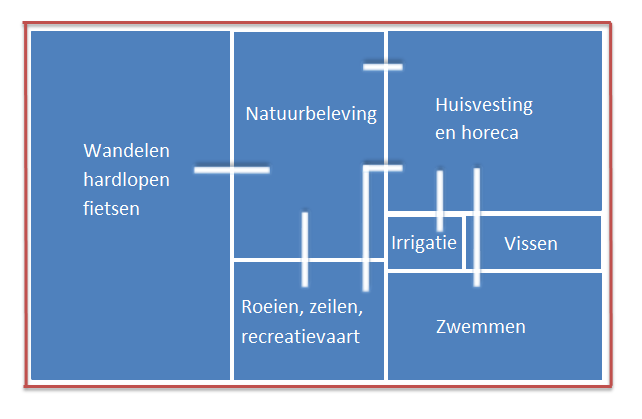 Wandelen
hardlopen
fietsen
Natuurbeleving
Huisvesting
en horeca
Irrigatie
Vissen
Roeien, zeilen,
recreatievaart
Zwemmen